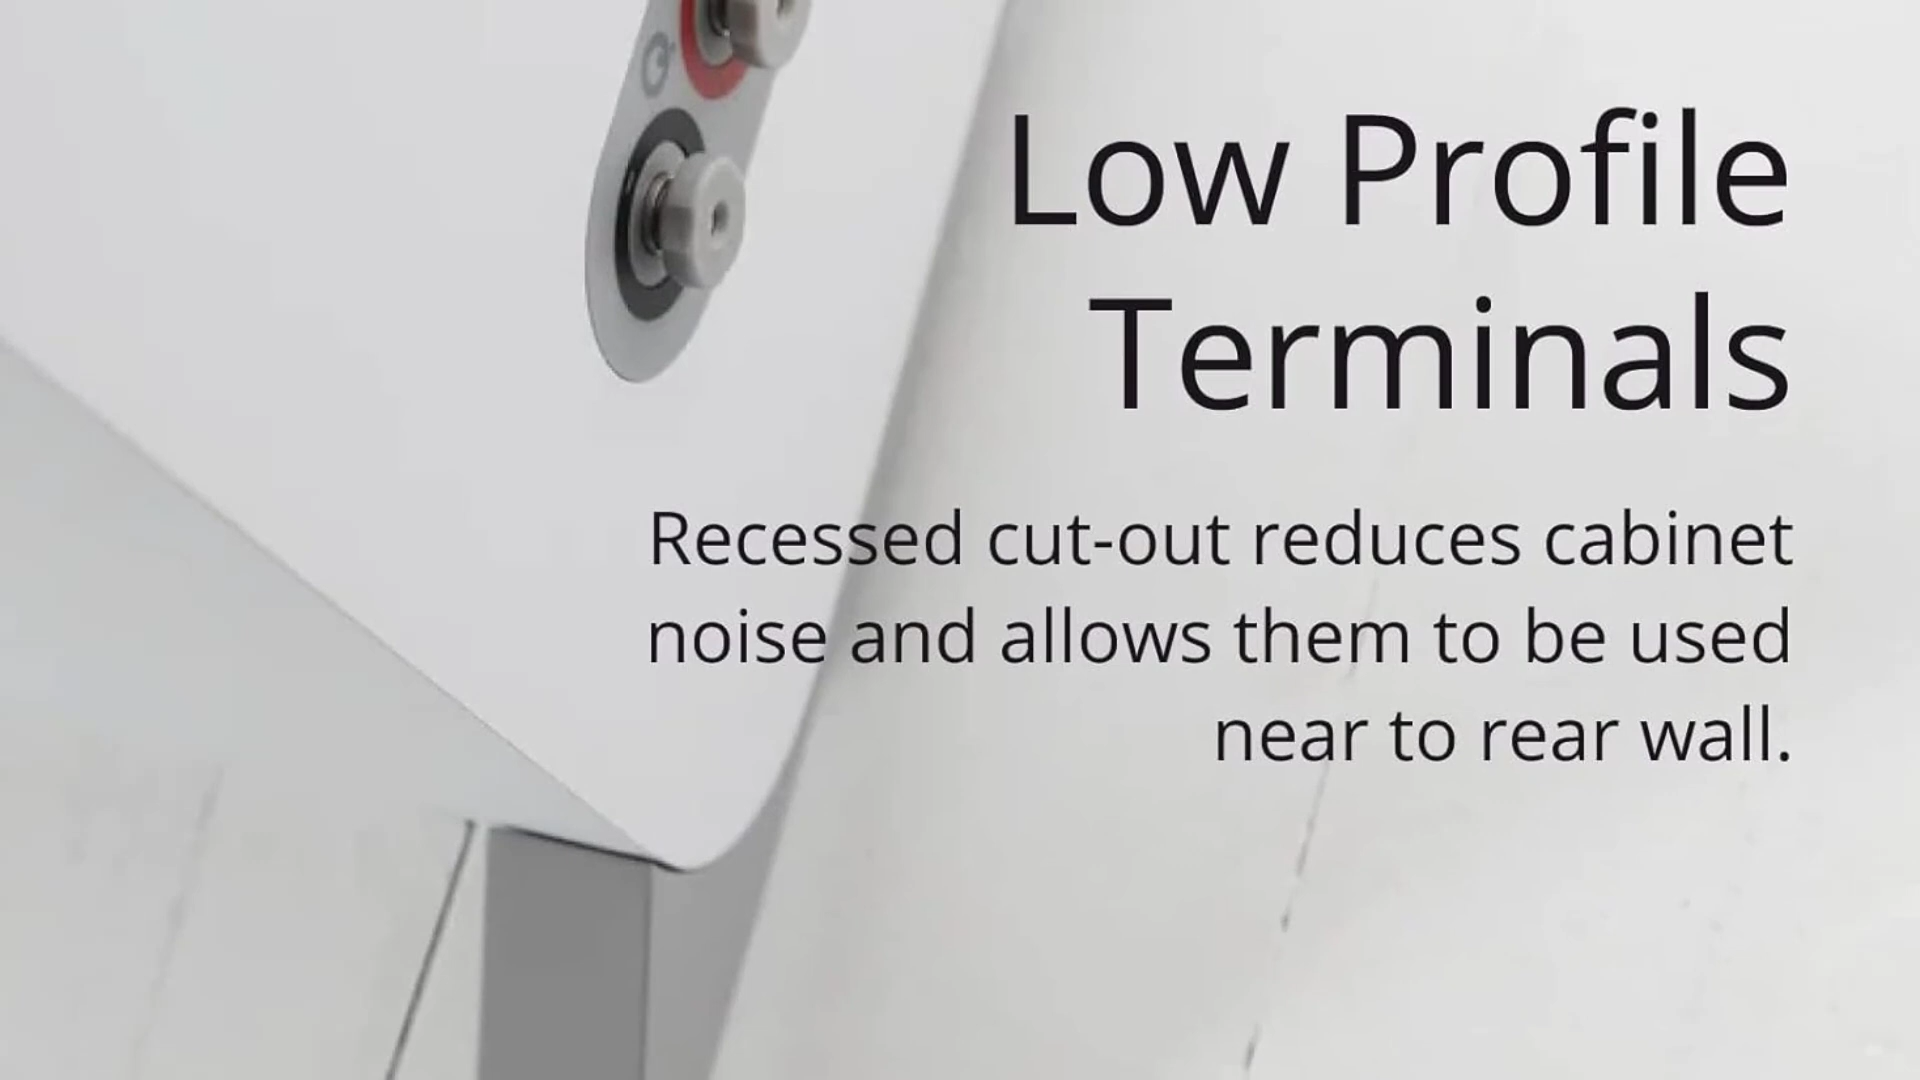 Low Profile
Terminals
Recessed cut-out reduces cabinet
noise and allows them to be used
near to rear wall.